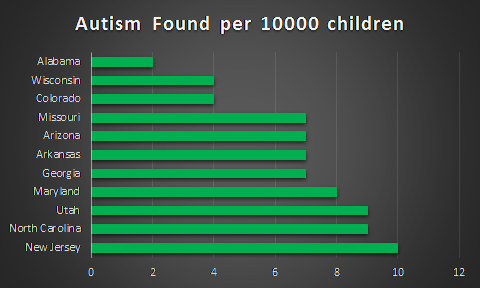 Autism Found per 10000 children
Alabama
Wisconsin
Colorado
Missouri
Arizona
Arkansas
Georgia
Maryland
Utah
North Carolina
New Jersey
0 2 4 6 8 10 12